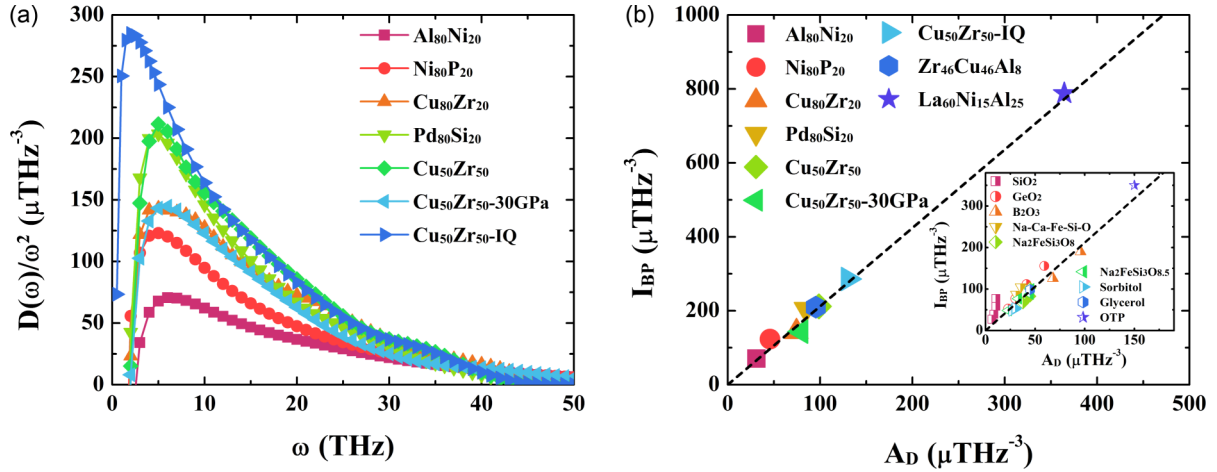 (a)
300
250
200
150
100
50
0
D(ω)/ω² (μTHz⁻³)
0 10 20 30 40 50
ω (THz)
Al₈₀Ni₂₀
Ni₈₀P₂₀
Cu₈₀Zr₂₀
Pd₈₀Si₂₀
Cu₅₀Zr₅₀
Cu₅₀Zr₅₀-30GPa
Cu₅₀Zr₅₀-IQ
(b)
1000
800
600
400
200
0
I_BP (μTHz⁻³)
0 100 200 300 400 500
A_D (μTHz⁻³)
Al₈₀Ni₂₀
Ni₈₀P₂₀
Cu₈₀Zr₂₀
Pd₈₀Si₂₀
Cu₅₀Zr₅₀
Cu₅₀Zr₅₀-30GPa
Cu₅₀Zr₅₀-IQ
Zr₄₆Cu₄₆Al₈
La₆₀Ni₁₅Al₂₅
300
200
100
0
I_BP (μTHz⁻³)
0 50 100 150
A_D (μTHz⁻³)
SiO₂
GeO₂
B₂O₃
Na-Ca-Fe-Si-O
Na₂FeSi₃O₈
Na₂FeSi₃O₈.₅
Sorbitol
Glycerol
OTP